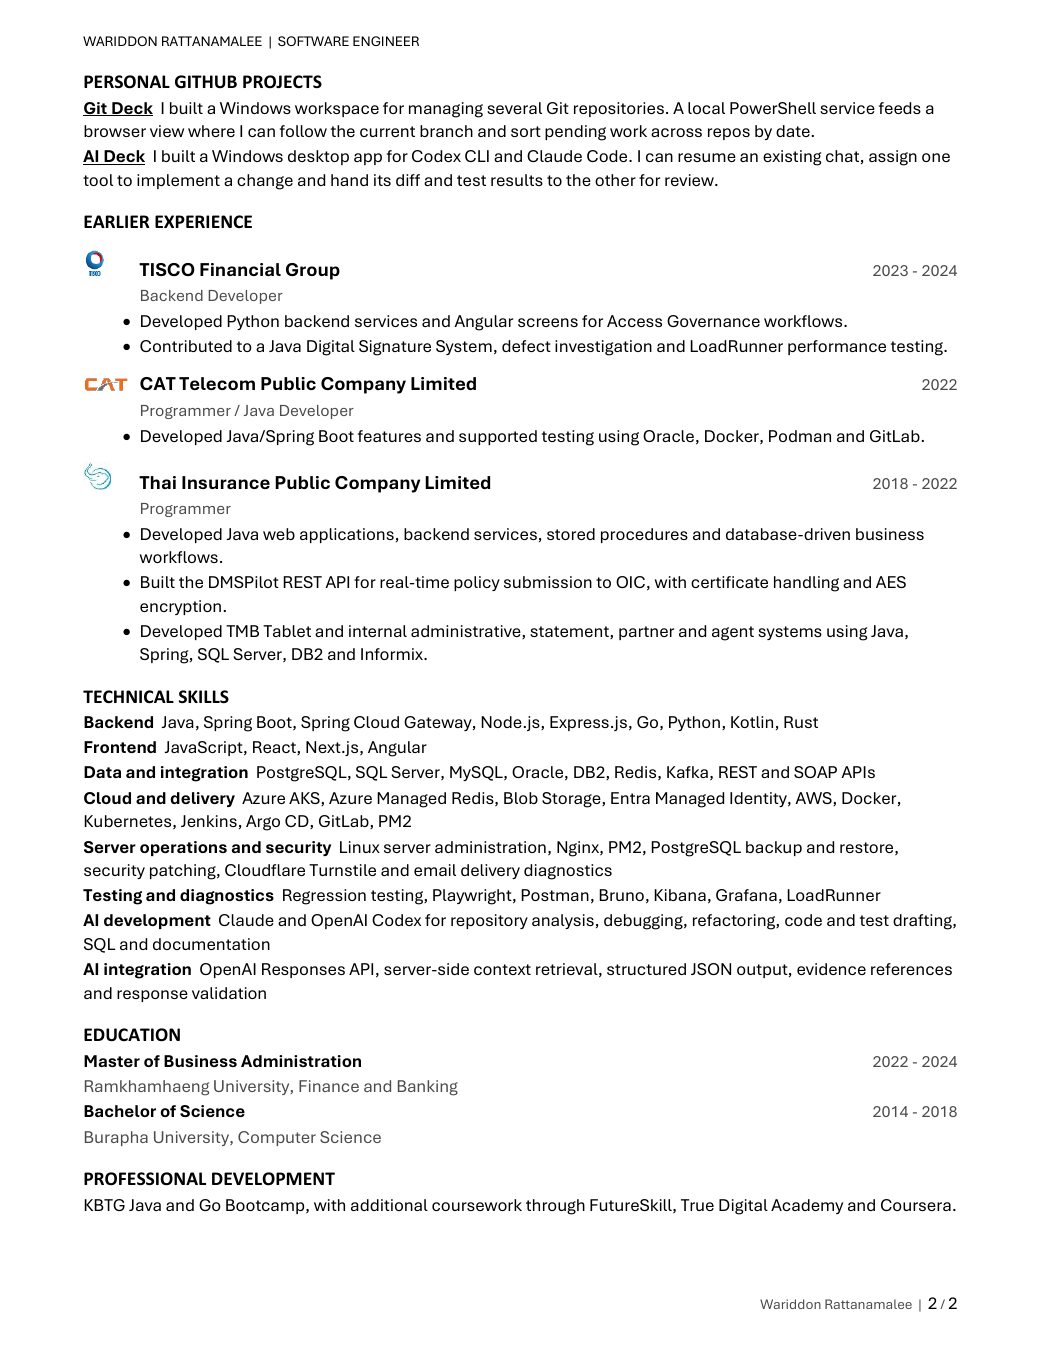 WARIDDON RATTANAMALEE | SOFTWARE ENGINEER
PERSONAL GITHUB PROJECTS
Git Deck I built a Windows workspace for managing several Git repositories. A local PowerShell service feeds a
browser view where I can follow the current branch and sort pending work across repos by date.
AI Deck I built a Windows desktop app for Codex CLI and Claude Code. I can resume an existing chat, assign one
tool to implement a change and hand its diff and test results to the other for review.
EARLIER EXPERIENCE
TISCO
TISCO Financial Group 2023 - 2024
Backend Developer
• Developed Python backend services and Angular screens for Access Governance workflows.
• Contributed to a Java Digital Signature System, defect investigation and LoadRunner performance testing.
CAT CAT Telecom Public Company Limited 2022
Programmer / Java Developer
• Developed Java/Spring Boot features and supported testing using Oracle, Docker, Podman and GitLab.
Thai Insurance Public Company Limited 2018 - 2022
Programmer
• Developed Java web applications, backend services, stored procedures and database-driven business
workflows.
• Built the DMSPilot REST API for real-time policy submission to OIC, with certificate handling and AES
encryption.
• Developed TMB Tablet and internal administrative, statement, partner and agent systems using Java,
Spring, SQL Server, DB2 and Informix.
TECHNICAL SKILLS
Backend Java, Spring Boot, Spring Cloud Gateway, Node.js, Express.js, Go, Python, Kotlin, Rust
Frontend JavaScript, React, Next.js, Angular
Data and integration PostgreSQL, SQL Server, MySQL, Oracle, DB2, Redis, Kafka, REST and SOAP APIs
Cloud and delivery Azure AKS, Azure Managed Redis, Blob Storage, Entra Managed Identity, AWS, Docker,
Kubernetes, Jenkins, Argo CD, GitLab, PM2
Server operations and security Linux server administration, Nginx, PM2, PostgreSQL backup and restore,
security patching, Cloudflare Turnstile and email delivery diagnostics
Testing and diagnostics Regression testing, Playwright, Postman, Bruno, Kibana, Grafana, LoadRunner
AI development Claude and OpenAI Codex for repository analysis, debugging, refactoring, code and test drafting,
SQL and documentation
AI integration OpenAI Responses API, server-side context retrieval, structured JSON output, evidence references
and response validation
EDUCATION
Master of Business Administration 2022 - 2024
Ramkhamhaeng University, Finance and Banking
Bachelor of Science 2014 - 2018
Burapha University, Computer Science
PROFESSIONAL DEVELOPMENT
KBTG Java and Go Bootcamp, with additional coursework through FutureSkill, True Digital Academy and Coursera.
Wariddon Rattanamalee | 2 / 2